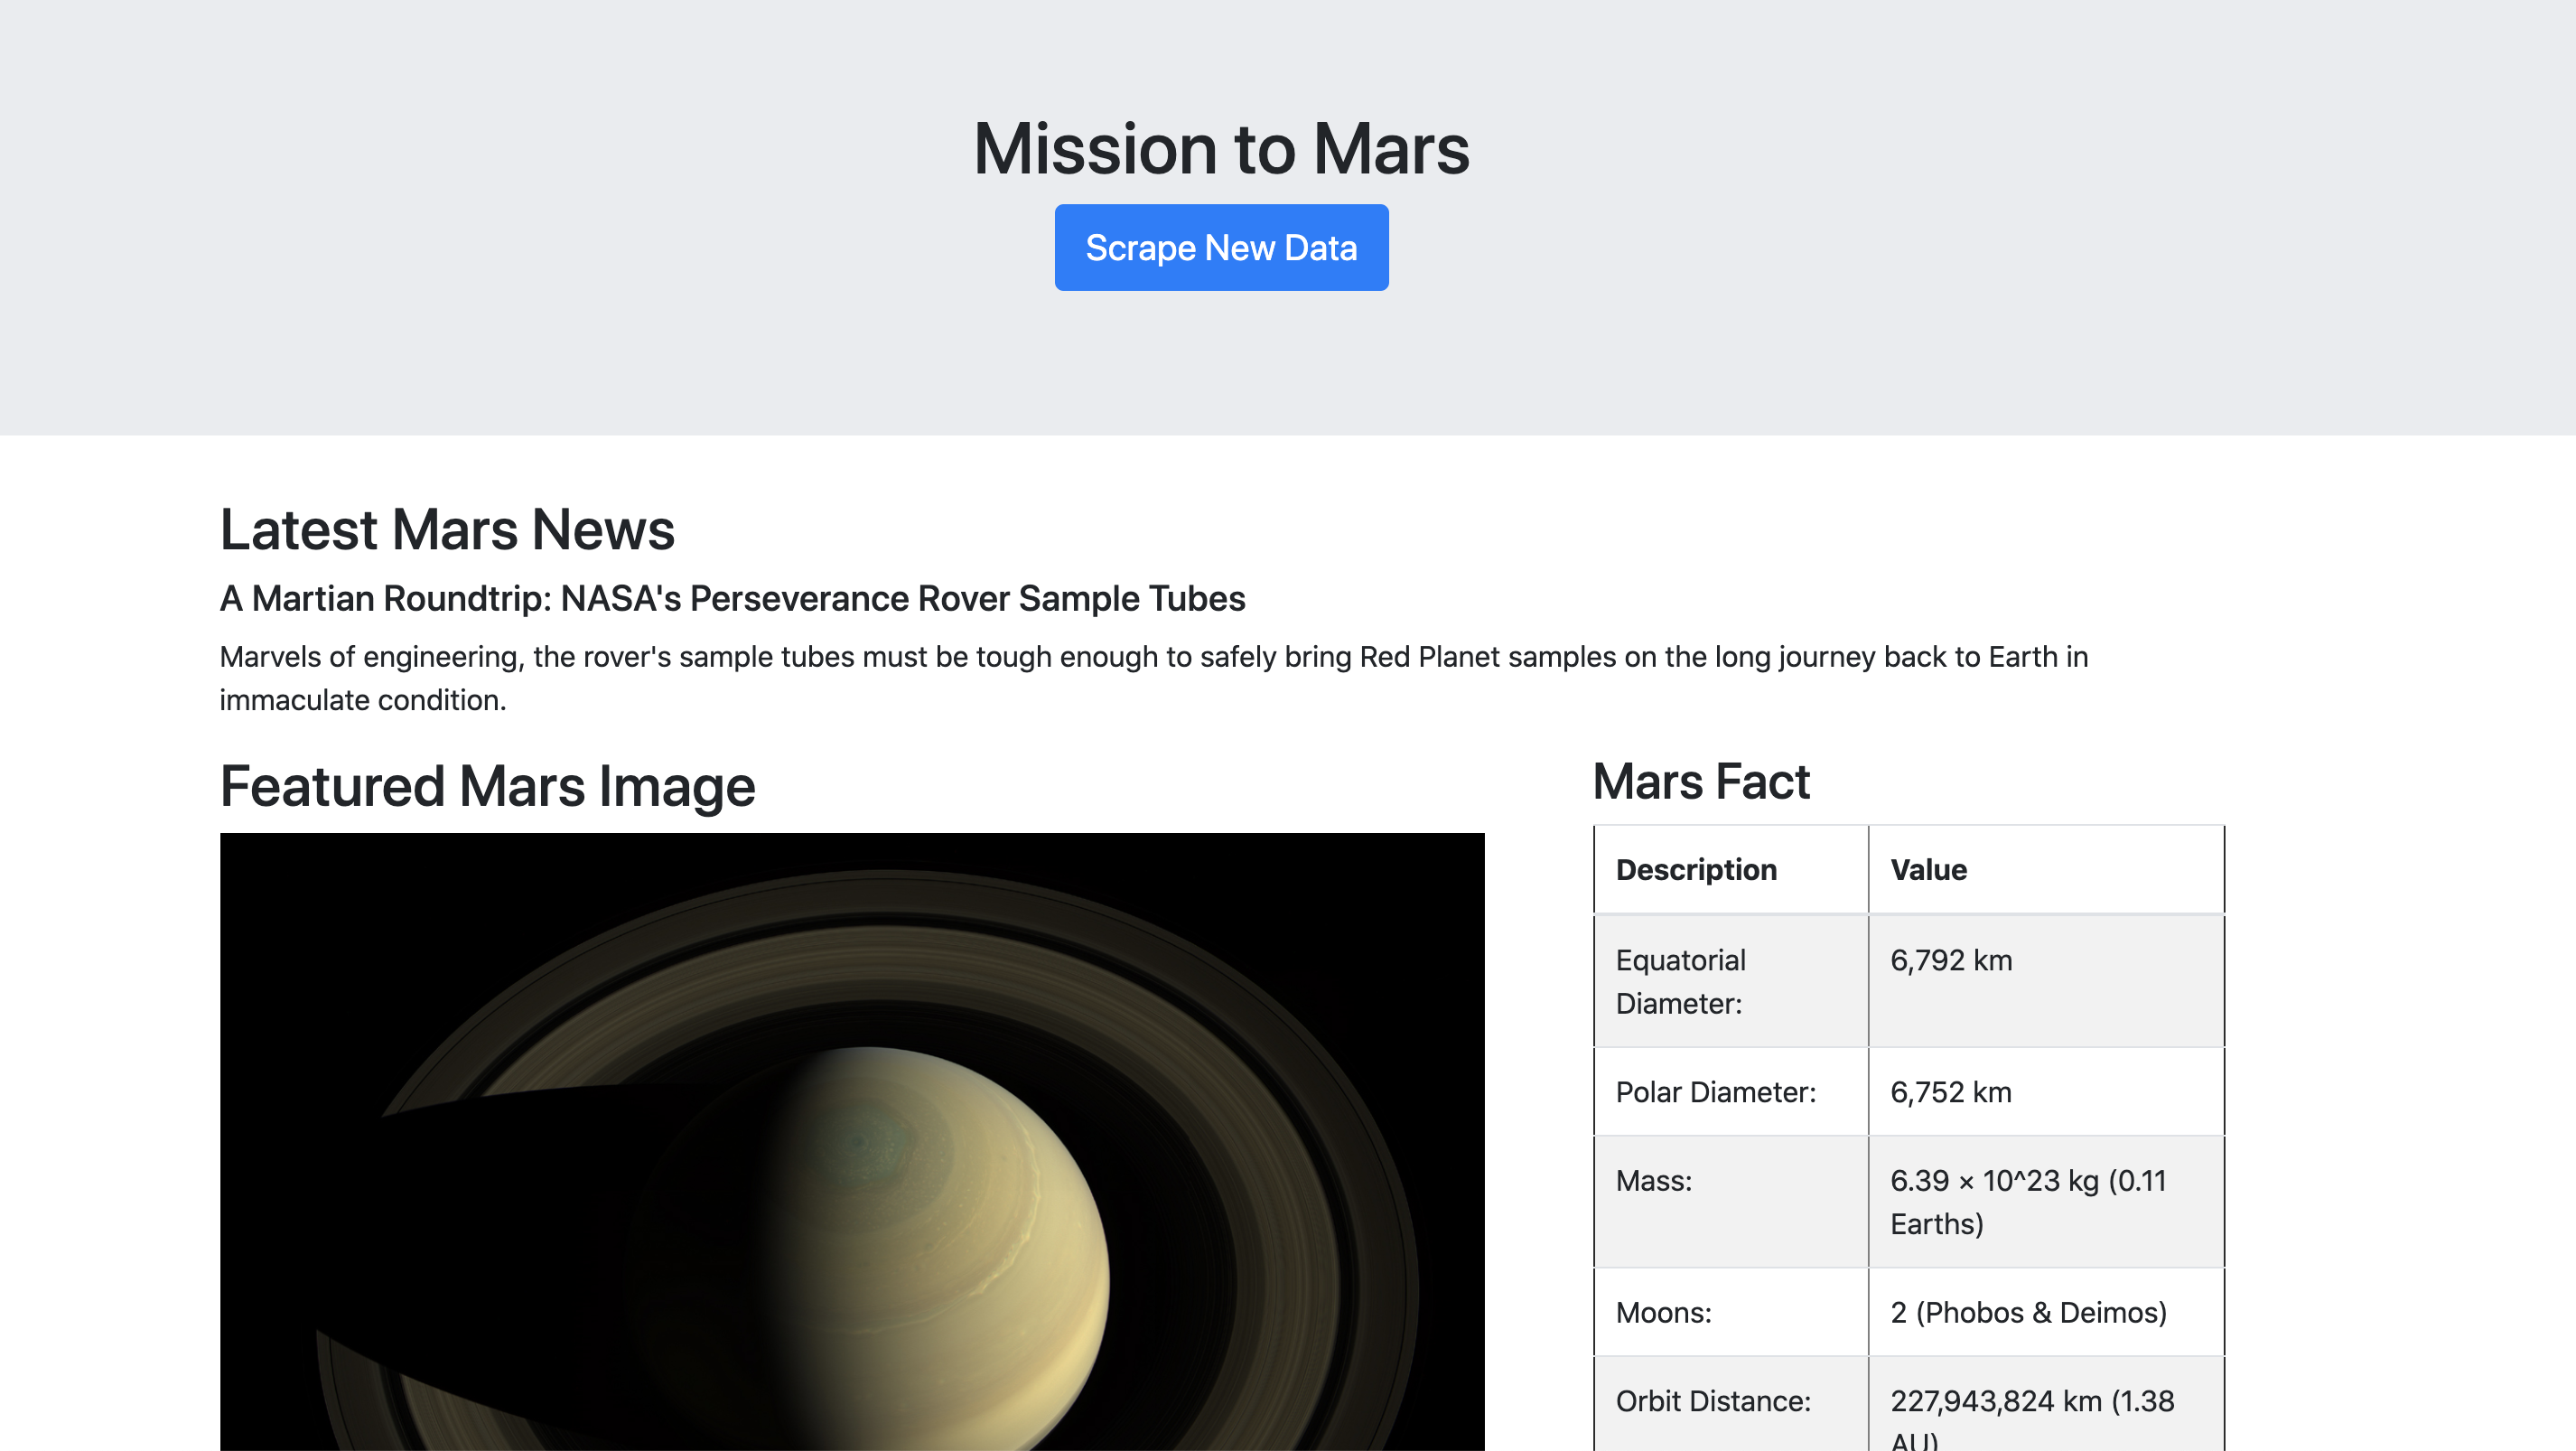 Mission to Mars
Scrape New Data
Latest Mars News
A Martian Roundtrip: NASA's Perseverance Rover Sample Tubes
Marvels of engineering, the rover's sample tubes must be tough enough to safely bring Red Planet samples on the long journey back to Earth in
immaculate condition.
Featured Mars Image
Mars Fact
Description Value
Equatorial 6,792 km
Diameter:
Polar Diameter: 6,752 km
Mass: 6.39 × 10^23 kg (0.11
Earths)
Moons: 2 (Phobos & Deimos)
Orbit Distance: 227,943,824 km (1.38
AU)